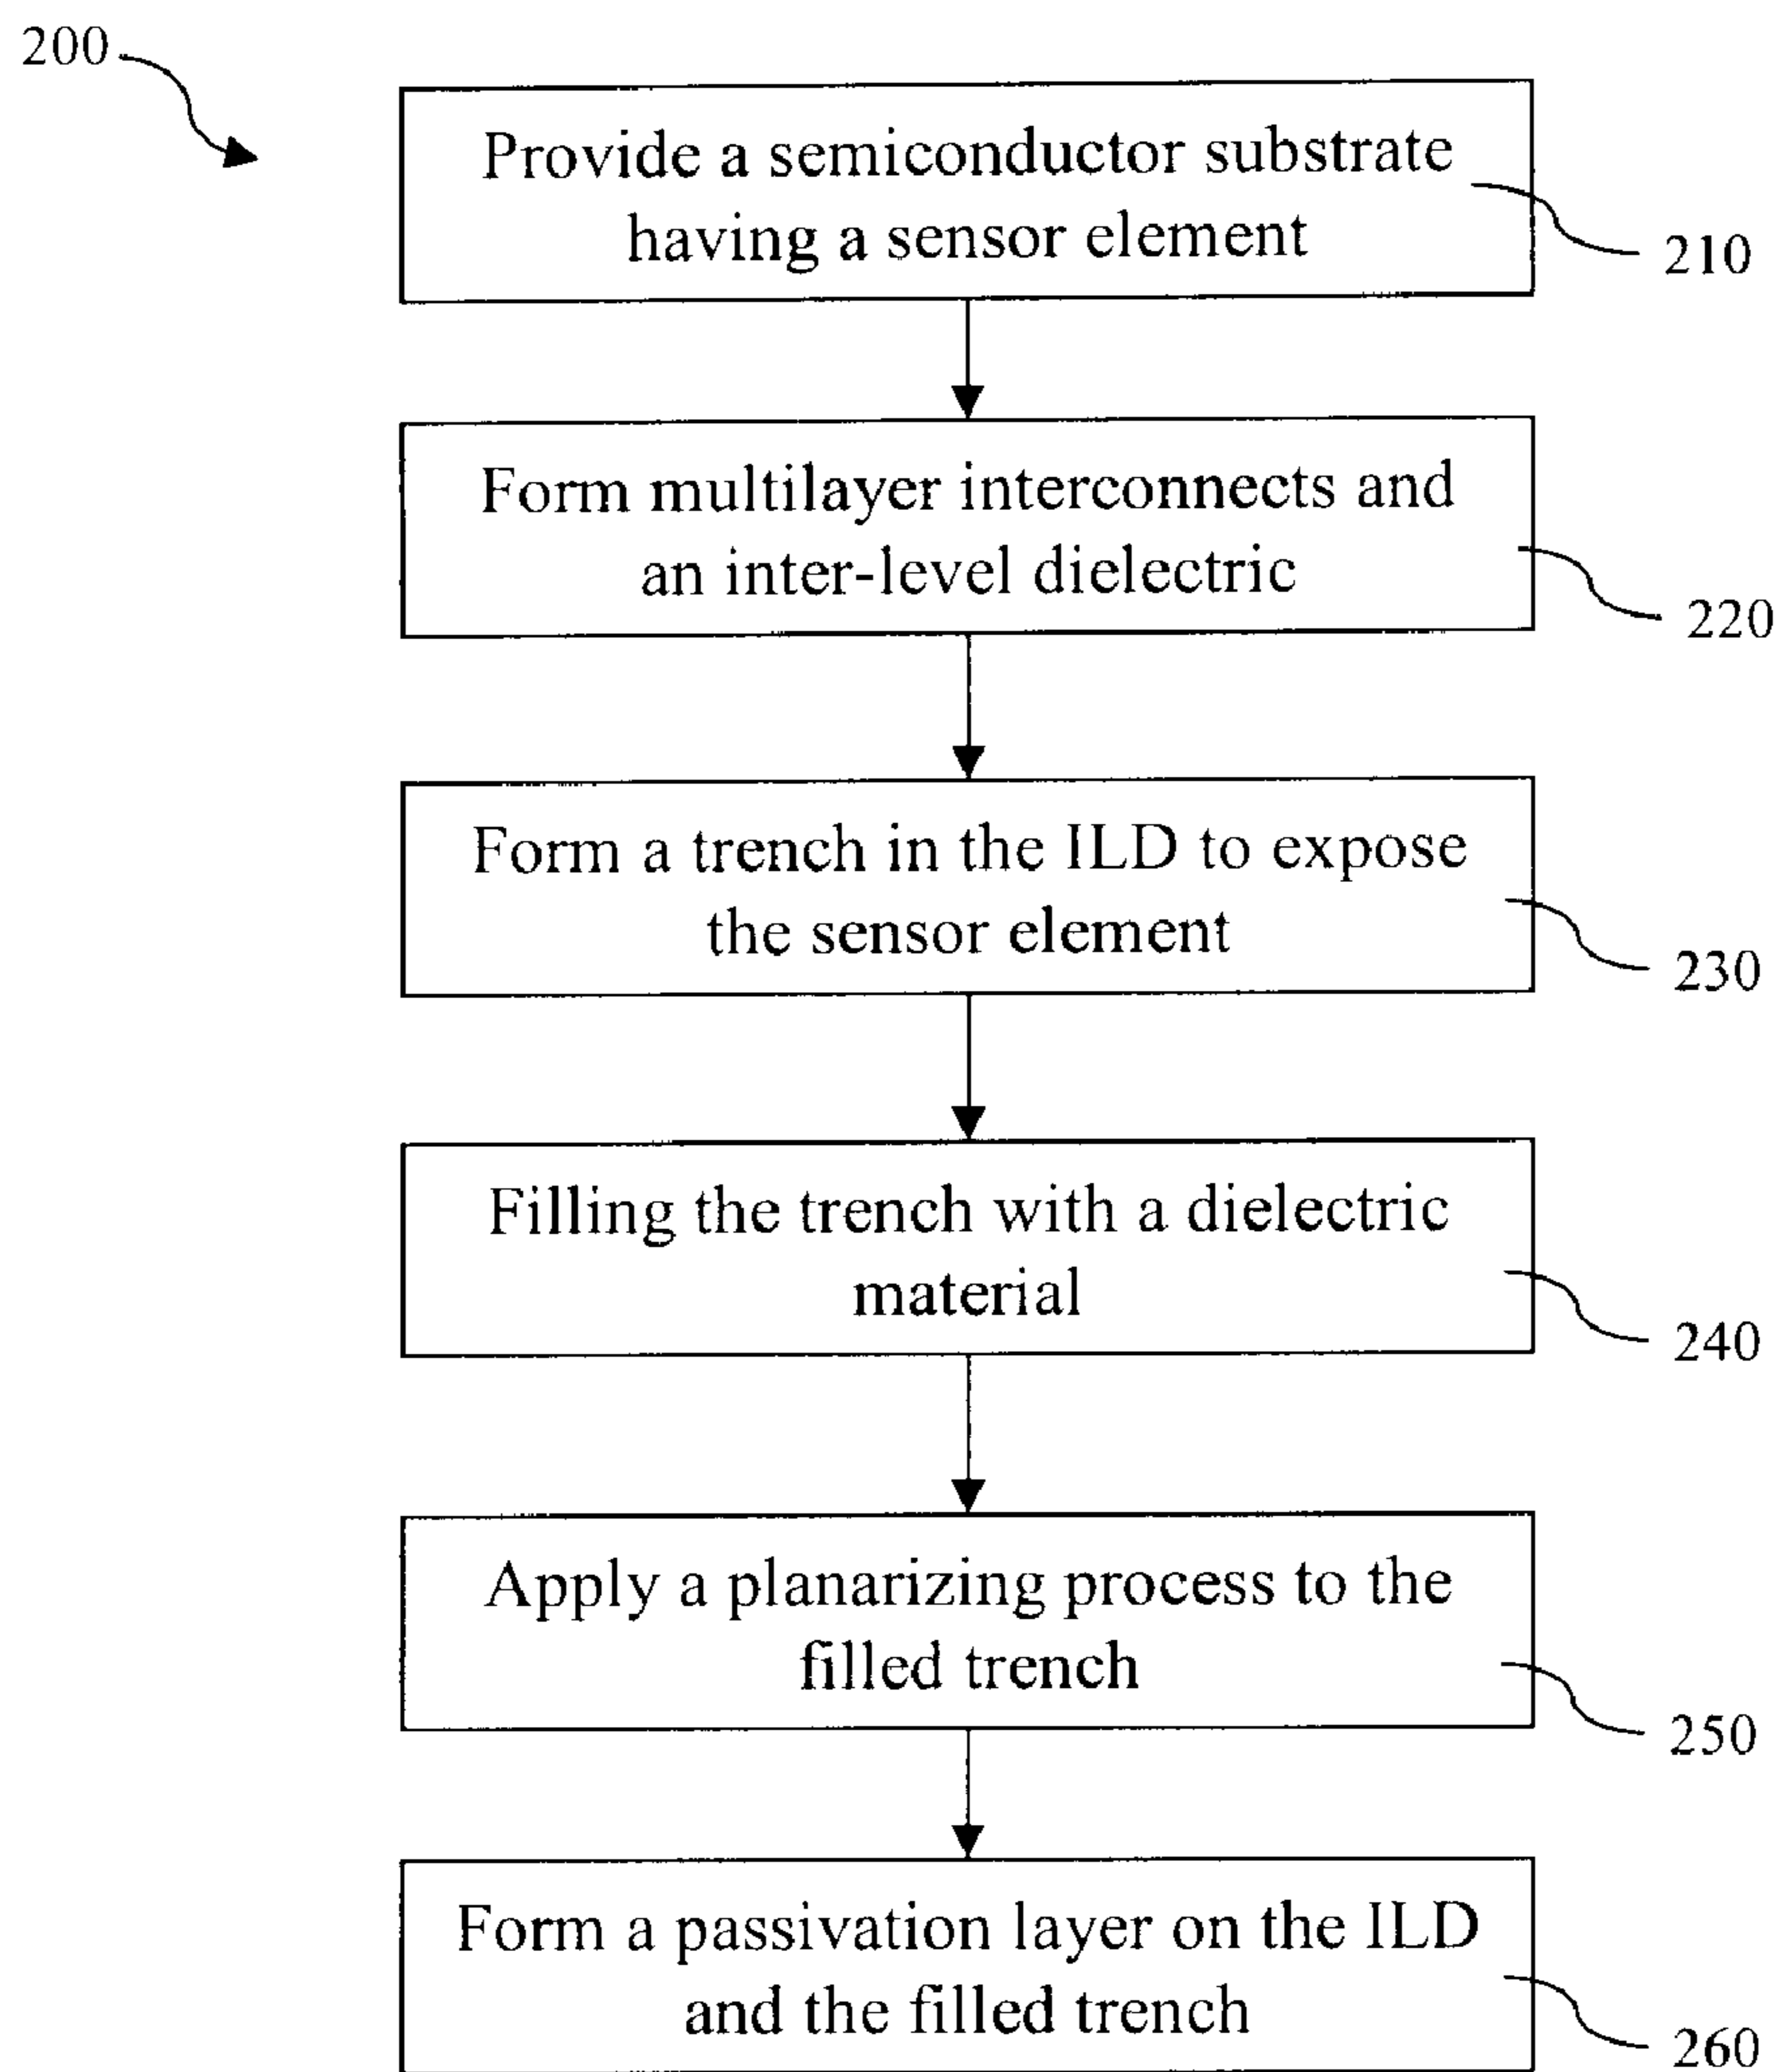 200
Provide a semiconductor substrate
having a sensor element
210
Form multilayer interconnects and
an inter-level dielectric
220
Form a trench in the ILD to expose
the sensor element
230
Filling the trench with a dielectric
material
240
Apply a planarizing process to the
filled trench
250
Form a passivation layer on the ILD
and the filled trench
260